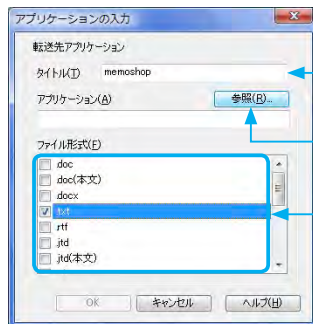 アプリケーションの入力
転送先アプリケーション
タイトル(T) memoshop
アプリケーション(A) 参照(R)...
ファイル形式(F)
.doc
.doc(本文)
.docx
.txt
.rtf
.jtd
.jtd(本文)
OK キャンセル ヘルプ(H)